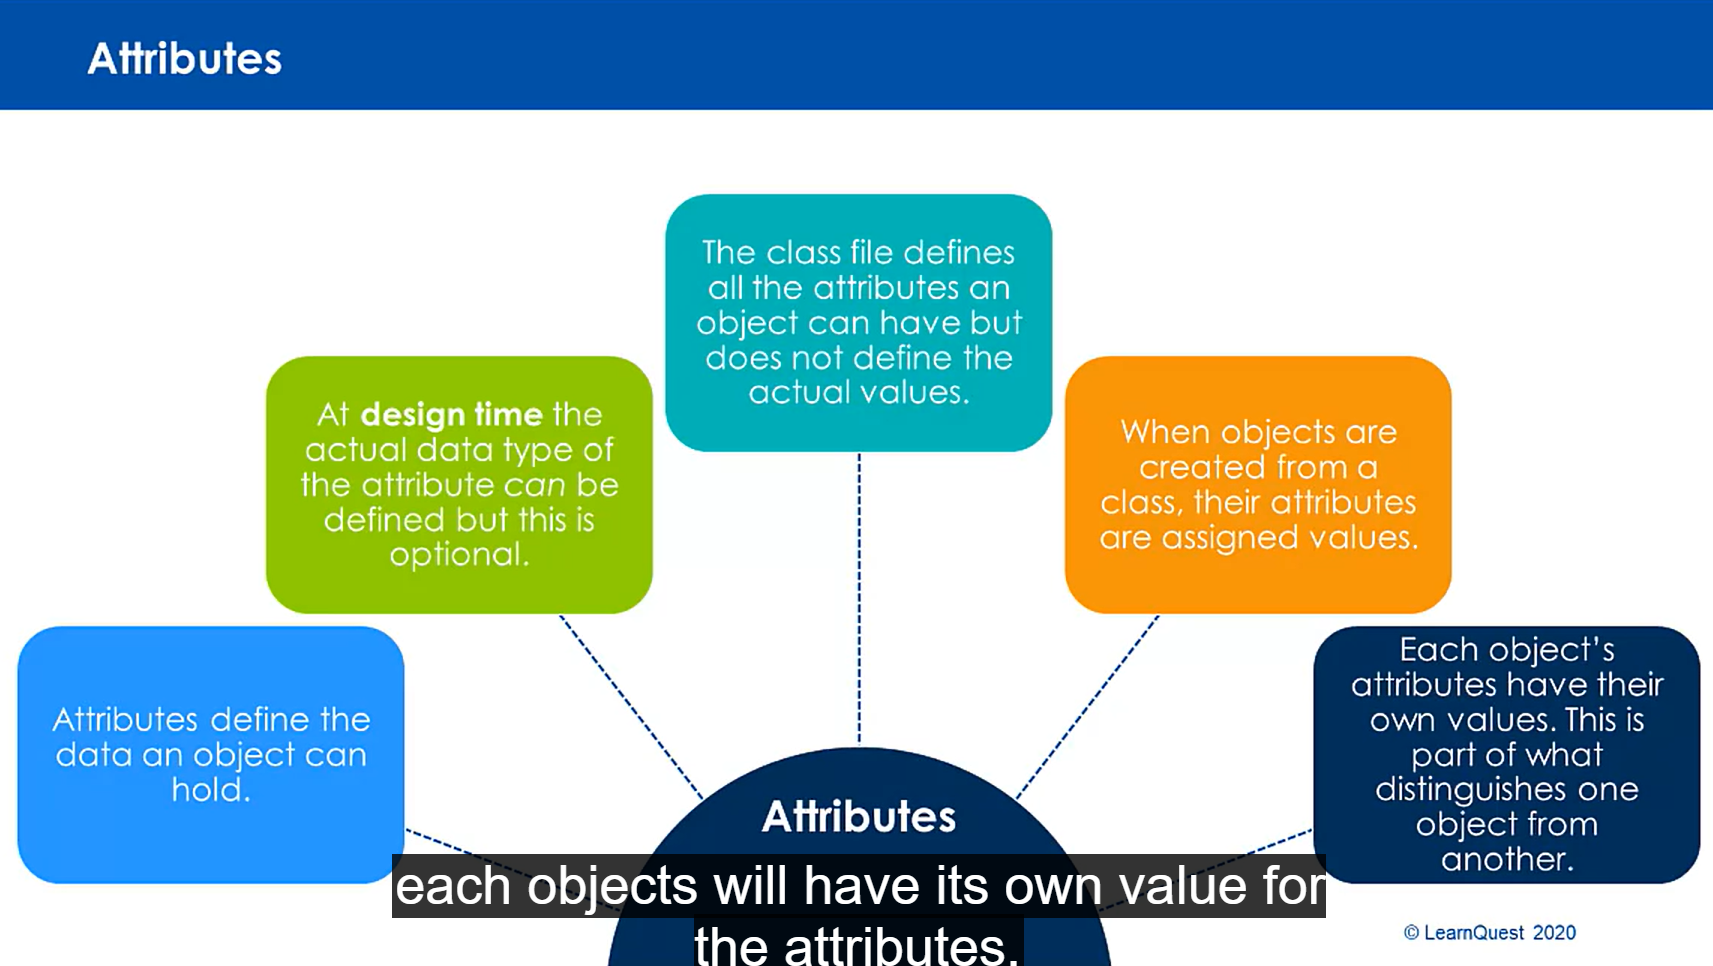 Attributes
The class file defines
all the attributes an
object can have but
does not define the
actual values.
At design time the
actual data type of
the attribute can be
defined but this is
optional.
When objects are
created from a
class, their attributes
are assigned values.
Attributes define the
data an object can
hold.
Each object's
attributes have their
own values. This is
part of what
distinguishes one
object from
another.
Attributes
each objects will have its own value for
the attributes.
© LearnQuest 2020